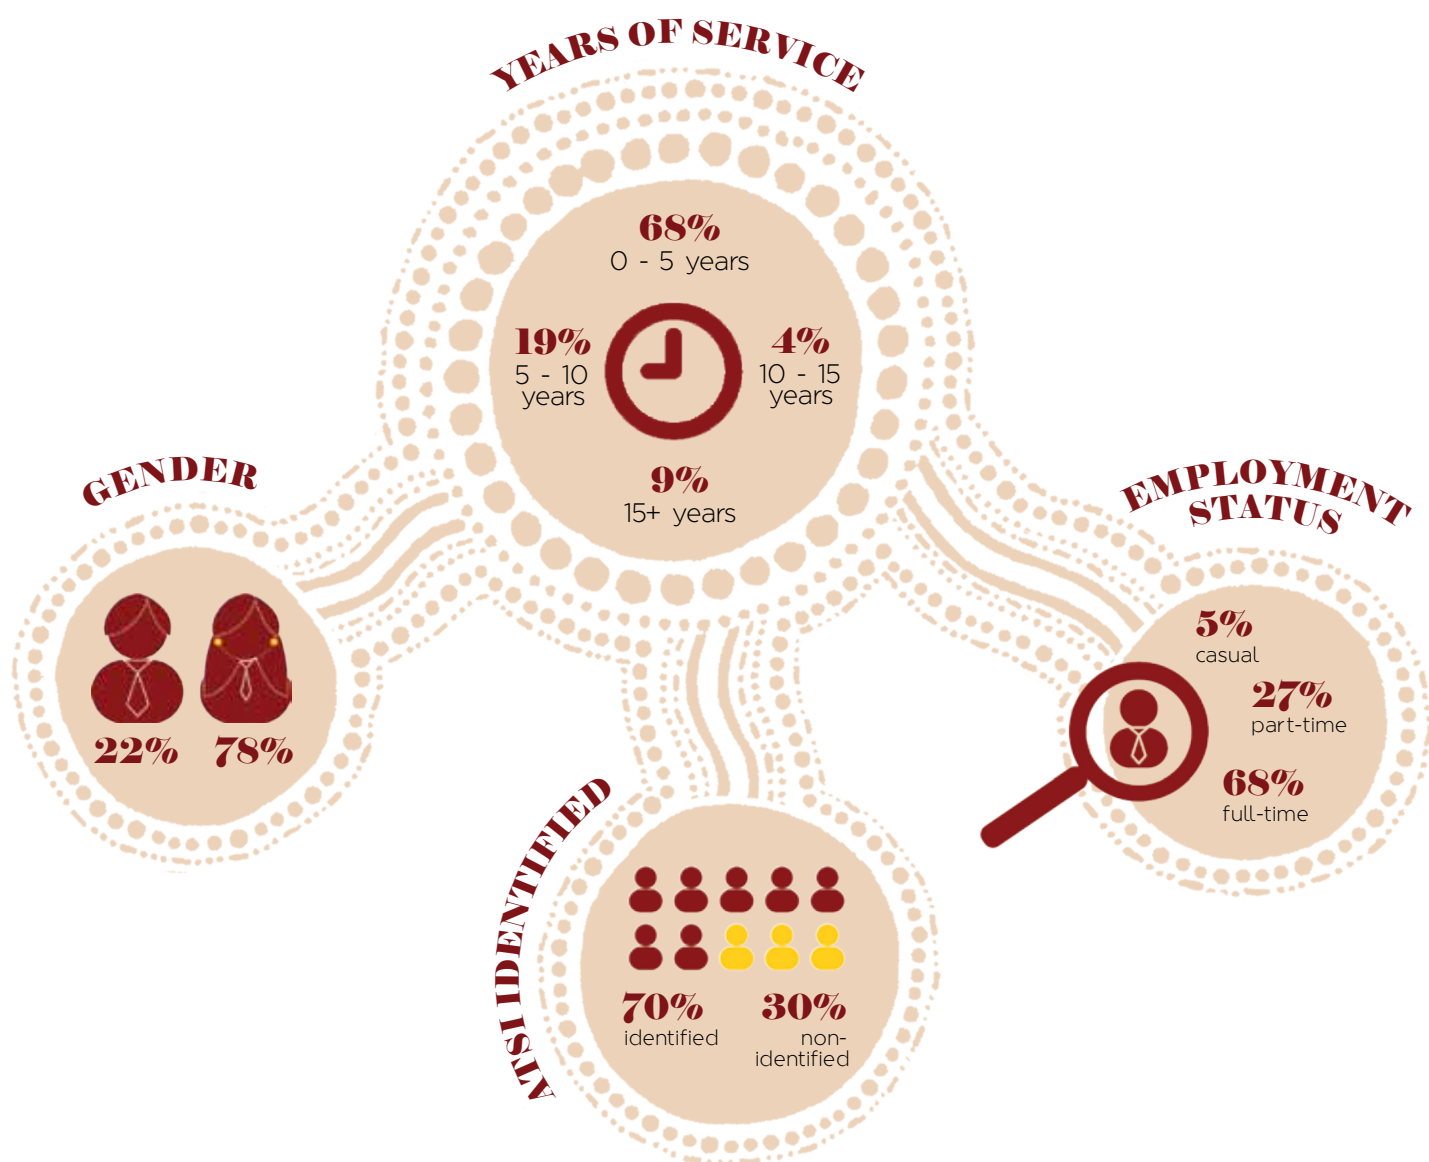 YEARS OF SERVICE
68%
0 - 5 years
19%
5 - 10
years
4%
10 - 15
years
9%
15+ years
GENDER
22%
78%
EMPLOYMENT
STATUS
5%
casual
27%
part-time
68%
full-time
ATSI IDENTIFIED
70%
identified
30%
non-
identified